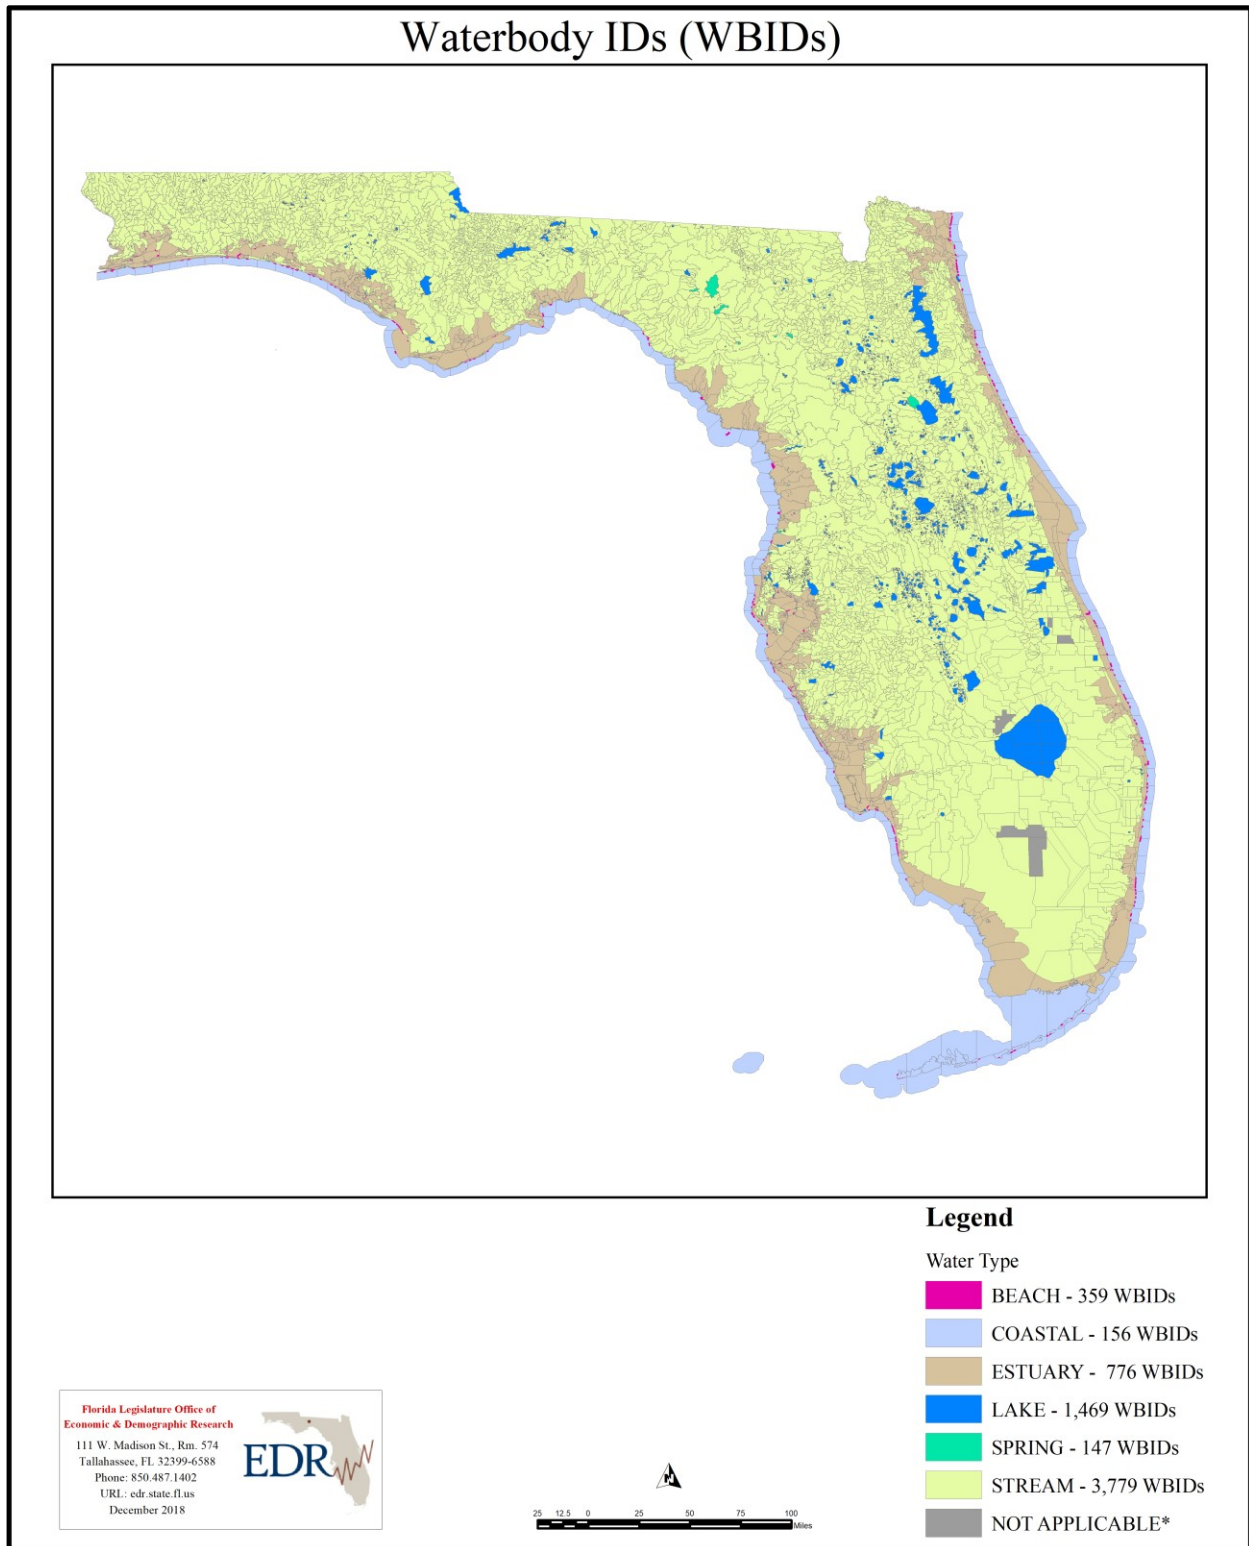 Waterbody IDs (WBIDs)
Legend
Water Type
BEACH - 359 WBIDs
COASTAL - 156 WBIDs
ESTUARY -  776 WBIDs
LAKE - 1,469 WBIDs
SPRING - 147 WBIDs
STREAM - 3,779 WBIDs
NOT APPLICABLE*
Florida Legislature Office of
Economic & Demographic Research
111 W. Madison St., Rm. 574
Tallahassee, FL 32399-6588
Phone: 850.487.1402
URL: edr.state.fl.us
December 2018
EDR
N
25 12.5 0 25 50 75 100
Miles